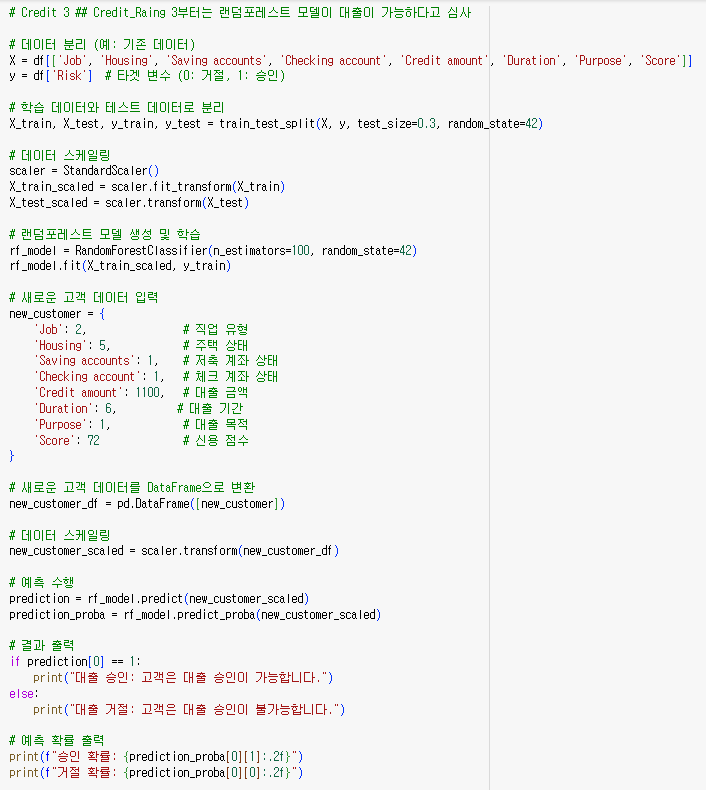 # Credit 3 ## Credit_Raing 3부터는 랜덤포레스트 모델이 대출이 가능하다고 심사
# 데이터 분리 (예: 기존 데이터)
X = df[['Job', 'Housing', 'Saving accounts', 'Checking account', 'Credit amount', 'Duration', 'Purpose', 'Score']]
y = df['Risk']  # 타겟 변수 (0: 거절, 1: 승인)
# 학습 데이터와 테스트 데이터로 분리
X_train, X_test, y_train, y_test = train_test_split(X, y, test_size=0.3, random_state=42)
# 데이터 스케일링
scaler = StandardScaler()
X_train_scaled = scaler.fit_transform(X_train)
X_test_scaled = scaler.transform(X_test)
# 랜덤포레스트 모델 생성 및 학습
rf_model = RandomForestClassifier(n_estimators=100, random_state=42)
rf_model.fit(X_train_scaled, y_train)
# 새로운 고객 데이터 입력
new_customer = {
'Job': 2, # 직업 유형
'Housing': 5, # 주택 상태
'Saving accounts': 1, # 저축 계좌 상태
'Checking account': 1, # 체크 계좌 상태
'Credit amount': 1100, # 대출 금액
'Duration': 6, # 대출 기간
'Purpose': 1, # 대출 목적
'Score': 72 # 신용 점수
}
# 새로운 고객 데이터를 DataFrame으로 변환
new_customer_df = pd.DataFrame([new_customer])
# 데이터 스케일링
new_customer_scaled = scaler.transform(new_customer_df)
# 예측 수행
prediction = rf_model.predict(new_customer_scaled)
prediction_proba = rf_model.predict_proba(new_customer_scaled)
# 결과 출력
if prediction[0] == 1:
print("대출 승인: 고객은 대출 승인이 가능합니다.")
else:
print("대출 거절: 고객은 대출 승인이 불가능합니다.")
# 예측 확률 출력
print(f"승인 확률: {prediction_proba[0][1]:.2f}")
print(f"거절 확률: {prediction_proba[0][0]:.2f}")